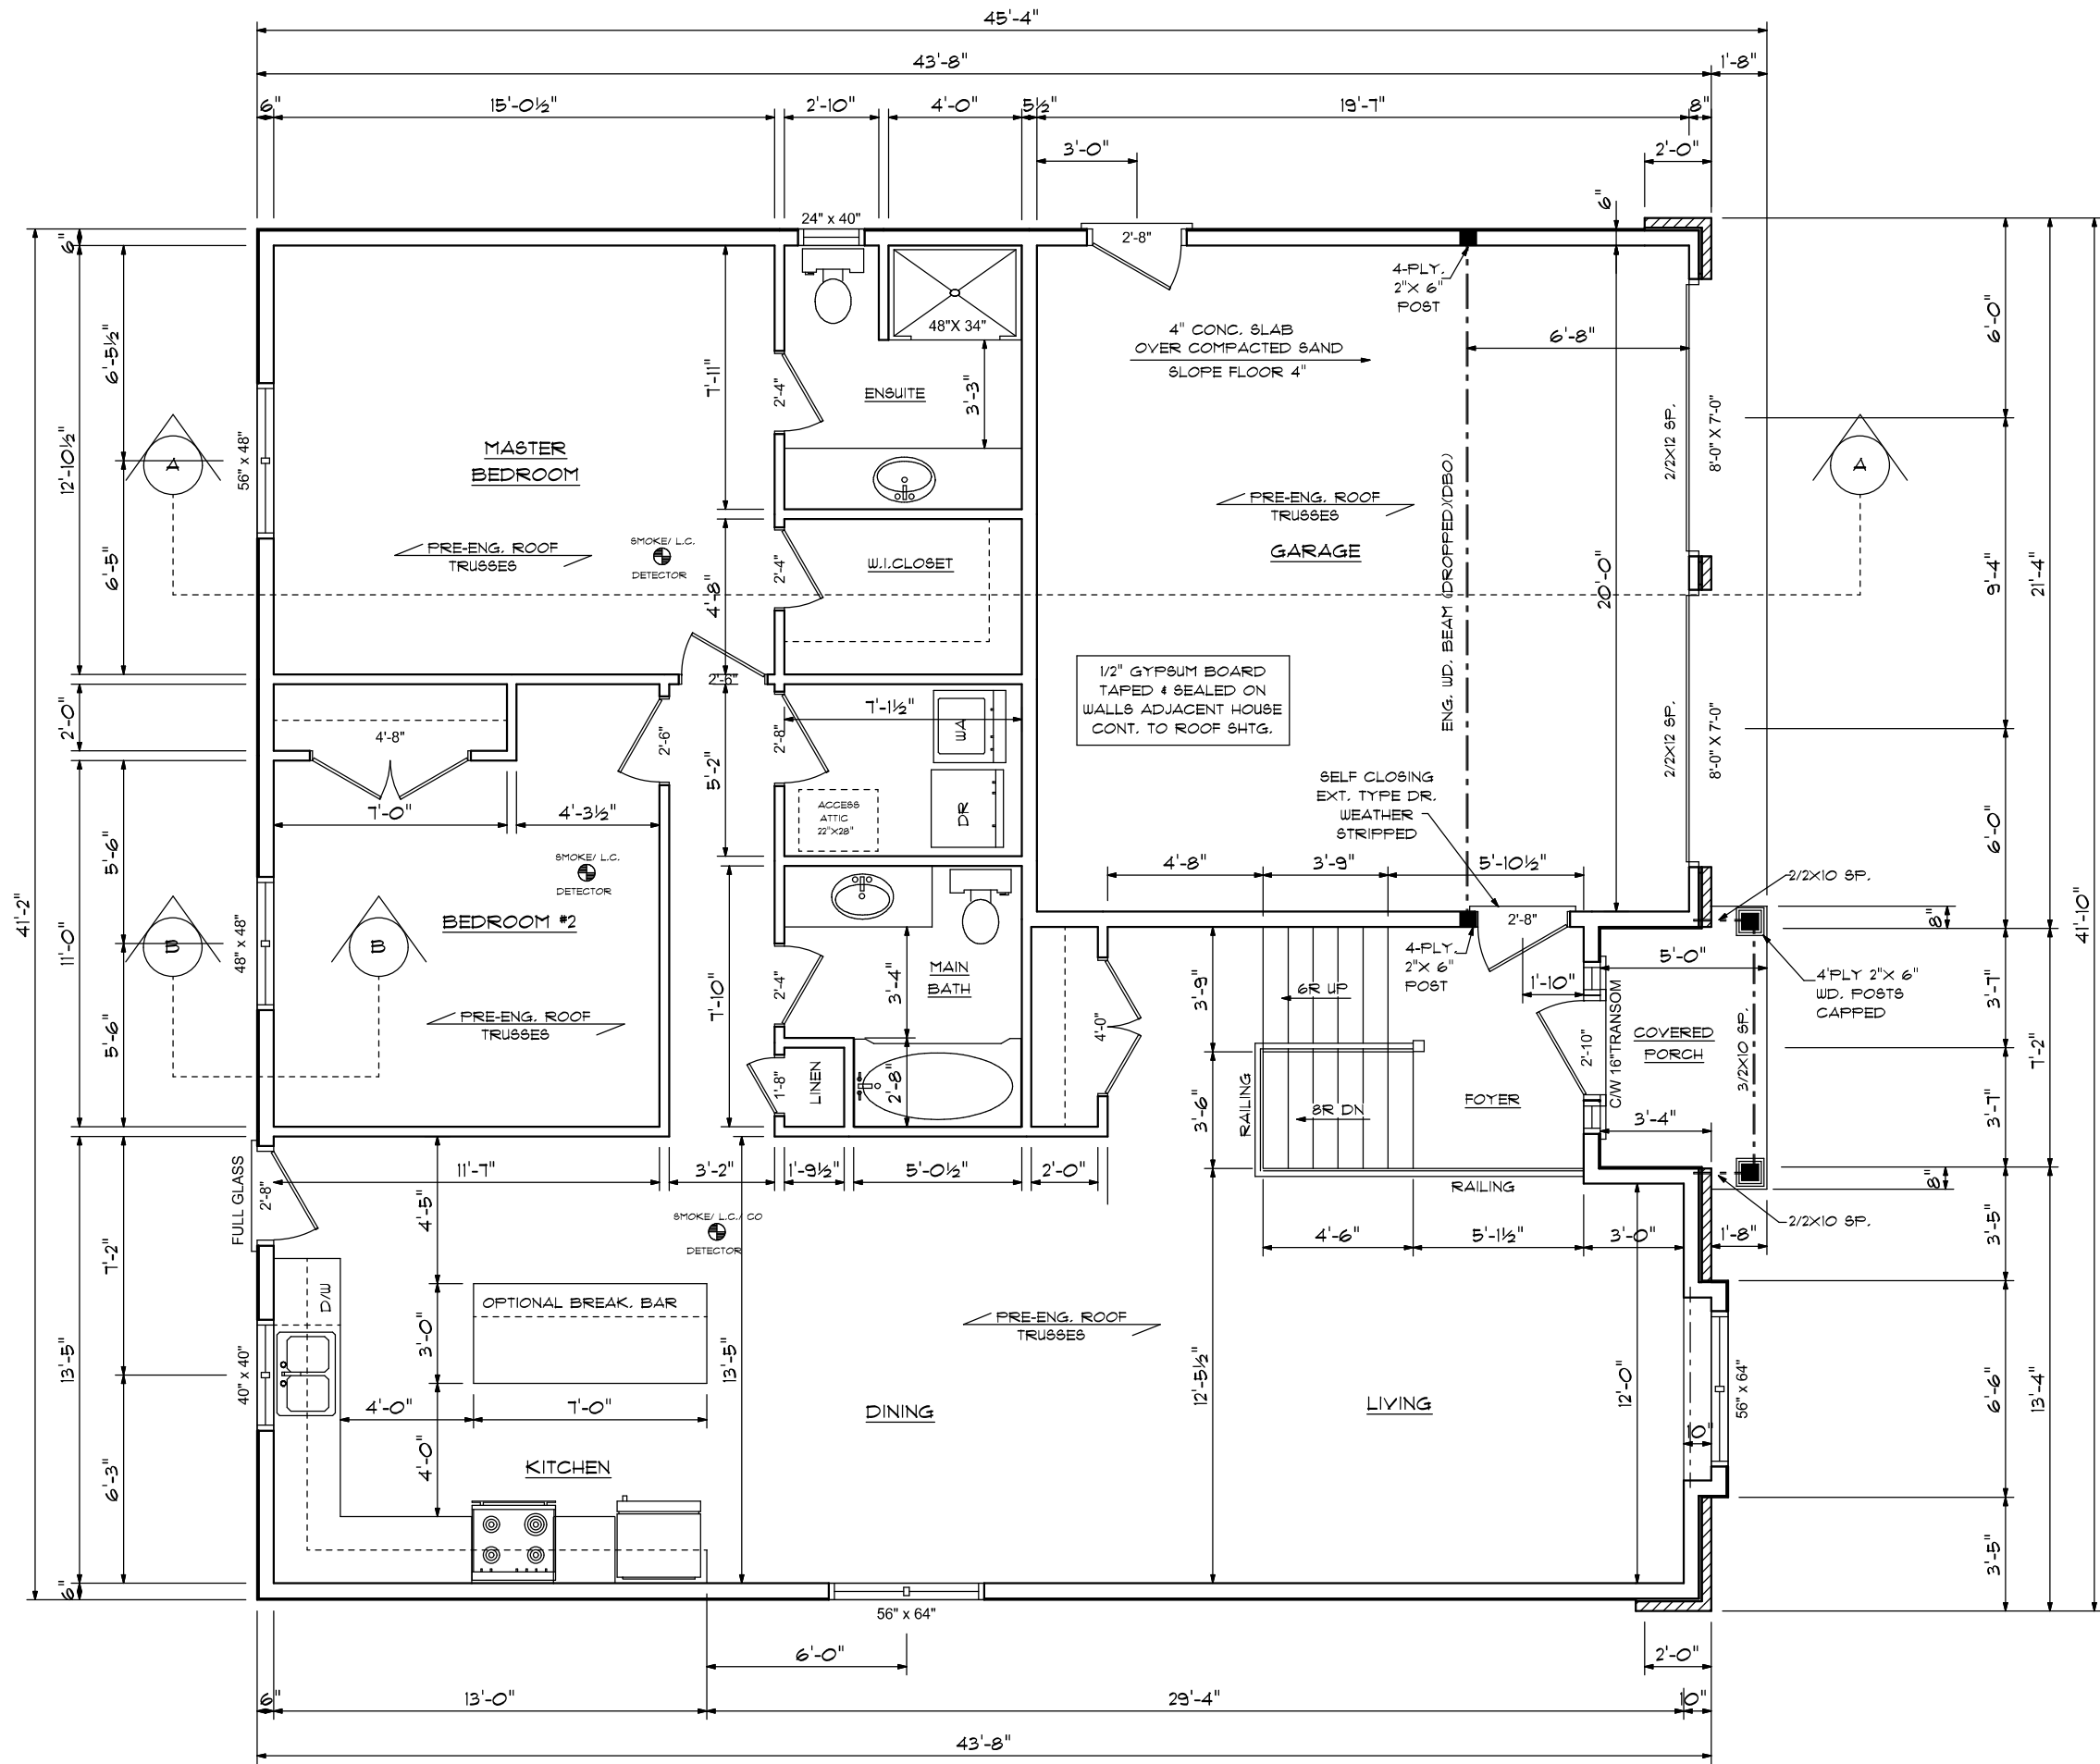 45'-4"
43'-8"
1'-8"
6"
15'-0½"
2'-10"
4'-0"
5½"
19'-7"
8"
3'-0"
2'-0"
6"
24" x 40"
2'-8"
6"
4-PLY.
2"X 6"
POST
48"X 34"
4" CONC. SLAB
OVER COMPACTED SAND
SLOPE FLOOR 4"
6'-8"
6'-0"
6'-5½"
7'-11"
2'-4"
ENSUITE
3'-3"
12'-10½"
A
56" x 48"
MASTER
BEDROOM
2/2X12 SP.
8'-0" X 7'-0"
A
PRE-ENG. ROOF
TRUSSES
GARAGE
ENG. WD. BEAM (DROPPED)(DBO)
PRE-ENG. ROOF
TRUSSES
SMOKE/ L.C.
DETECTOR
6'-5"
4'-8"
2'-4"
W.I.CLOSET
20'-0"
9'-4"
21'-4"
2'-6"
1/2" GYPSUM BOARD
TAPED & SEALED ON
WALLS ADJACENT HOUSE
CONT. TO ROOF SHTG.
2'-0"
4'-8"
2'-6"
2'-8"
7'-1½"
WA
5'-2"
2/2X12 SP.
8'-0" X 7'-0"
SELF CLOSING
EXT. TYPE DR.
WEATHER
STRIPPED
7'-0"
4'-3½"
ACCESS
ATTIC
22"X28"
DR
6'-0"
5'-6"
SMOKE/ L.C.
DETECTOR
4'-8"
3'-9"
5'-10½"
2/2X10 SP.
41'-2"
11'-0"
B
48" x 48"
B
BEDROOM #2
2'-8"
8"
41'-10"
4-PLY.
2"X 6"
POST
5'-0"
4'PLY 2"X 6"
WD. POSTS
CAPPED
MAIN
BATH
3'-4"
2'-4"
7'-10"
3'-9"
6R UP
1'-10"
3'-7"
PRE-ENG. ROOF
TRUSSES
5'-6"
4'-0"
2'-10"
C/W 16"TRANSOM
COVERED
PORCH
3/2X10 SP.
7'-2"
1'-8"
LINEN
2'-8"
3'-6"
RAILING
8R DN
FOYER
3'-4"
3'-7"
FULL GLASS
2'-8"
11'-7"
3'-2"
1'-9½"
5'-0½"
2'-0"
RAILING
8"
4'-5"
SMOKE/ L.C./ CO
DETECTOR
4'-6"
5'-1½"
3'-0"
1'-8"
2/2X10 SP.
3'-5"
7'-2"
D/W
OPTIONAL BREAK. BAR
3'-0"
PRE-ENG. ROOF
TRUSSES
13'-5"
40" x 40"
4'-0"
7'-0"
13'-5"
DINING
12'-5½"
LIVING
12'-0"
10"
56" x 64"
6'-6"
13'-4"
6'-3"
4'-0"
KITCHEN
3'-5"
6"
56" x 64"
6'-0"
2'-0"
6"
13'-0"
29'-4"
10"
43'-8"